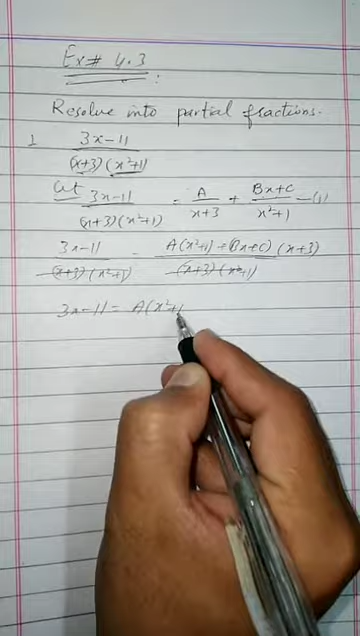 Ex# 4.3
Resolve into partial fractions.
1 3x-11
(x+3)(x²+1)
Let 3x-11 / (x+3)(x²+1) = A / x+3 + Bx+C / x²+1 -(1)
3x-11 / (x+3)(x²+1) = A(x²+1)+(Bx+C)(x+3) / (x+3)(x²+1)
3x-11 = A(x²+1